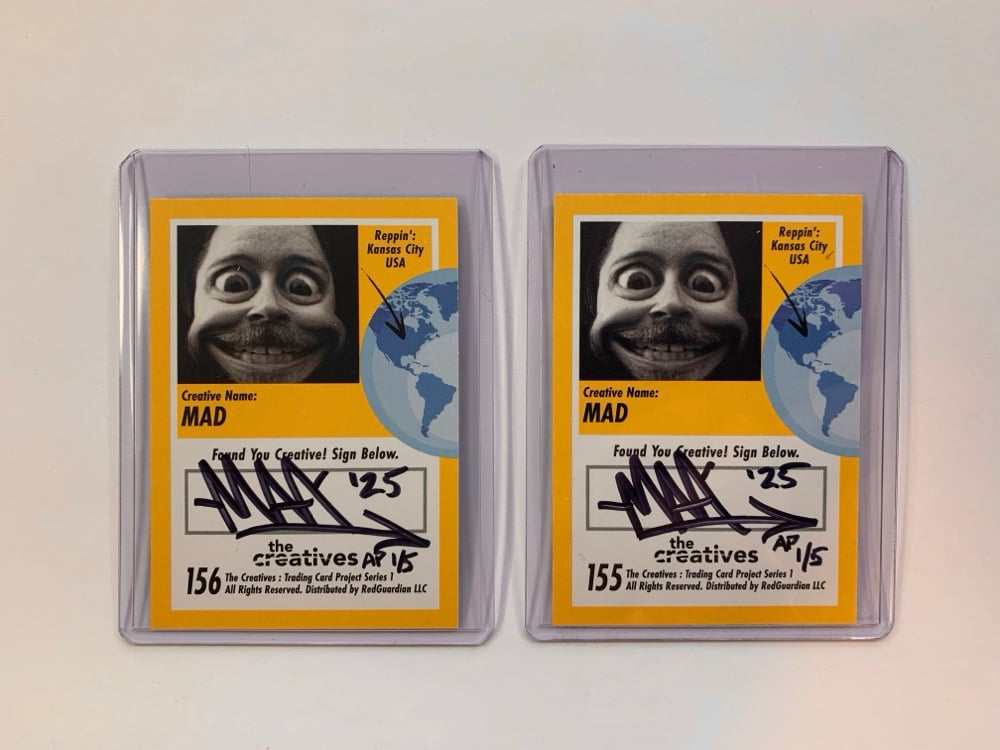 Reppin':
Kansas City
USA
Creative Name:
MAD
Found You Creative! Sign Below.
MAD '25
the
creatives AP 1/5
156 The Creatives : Trading Card Project Series 1
All Rights Reserved. Distributed by RedGuardian LLC
Reppin':
Kansas City
USA
Creative Name:
MAD
Found You Creative! Sign Below.
MAD '25
the
creatives AP 1/5
155 The Creatives : Trading Card Project Series 1
All Rights Reserved. Distributed by RedGuardian LLC